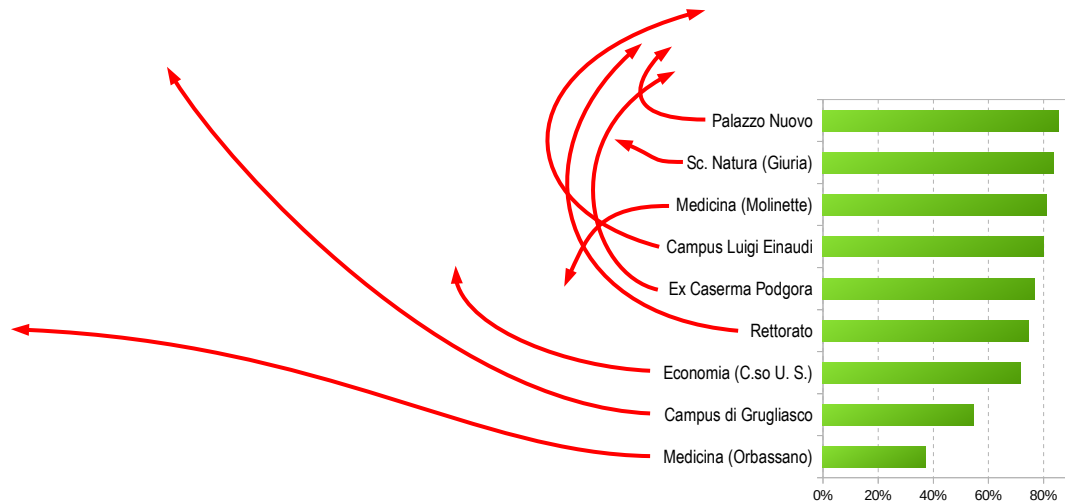 Palazzo Nuovo
Sc. Natura (Giuria)
Medicina (Molinette)
Campus Luigi Einaudi
Ex Caserma Podgora
Rettorato
Economia (C.so U. S.)
Campus di Grugliasco
Medicina (Orbassano)
0% 20% 40% 60% 80%